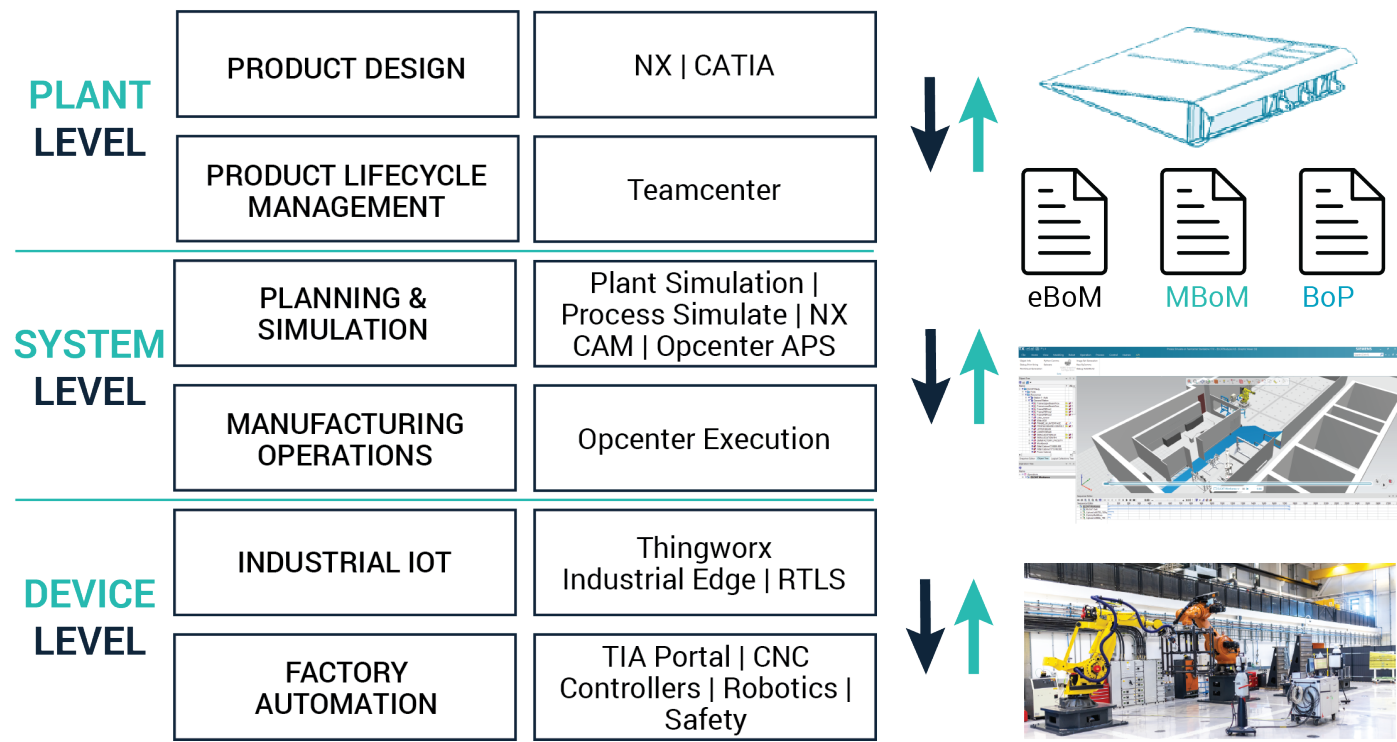 PLANT
LEVEL
PRODUCT DESIGN
NX | CATIA
PRODUCT LIFECYCLE
MANAGEMENT
Teamcenter
eBoM
MBoM
BoP
SYSTEM
LEVEL
PLANNING &
SIMULATION
Plant Simulation |
Process Simulate | NX
CAM | Opcenter APS
MANUFACTURING
OPERATIONS
Opcenter Execution
DEVICE
LEVEL
INDUSTRIAL IOT
Thingworx
Industrial Edge | RTLS
FACTORY
AUTOMATION
TIA Portal | CNC
Controllers | Robotics |
Safety